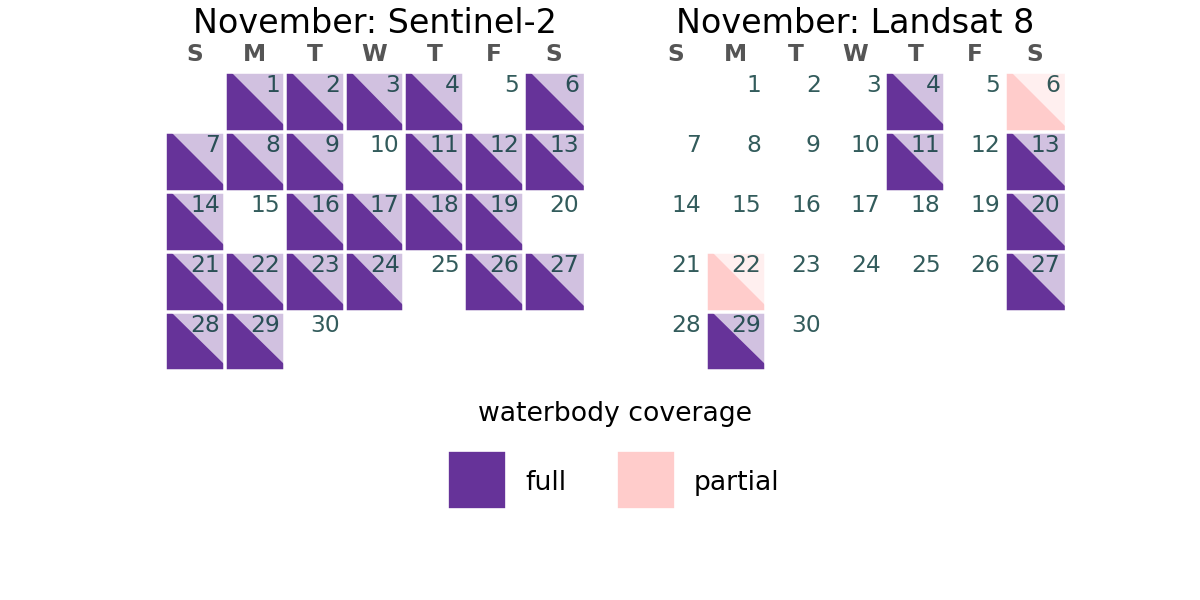 November: Sentinel-2
S M T W T F S
1 2 3 4 5 6
7 8 9 10 11 12 13
14 15 16 17 18 19 20
21 22 23 24 25 26 27
28 29 30
November: Landsat 8
S M T W T F S
1 2 3 4 5 6
7 8 9 10 11 12 13
14 15 16 17 18 19 20
21 22 23 24 25 26 27
28 29 30
waterbody coverage
full partial